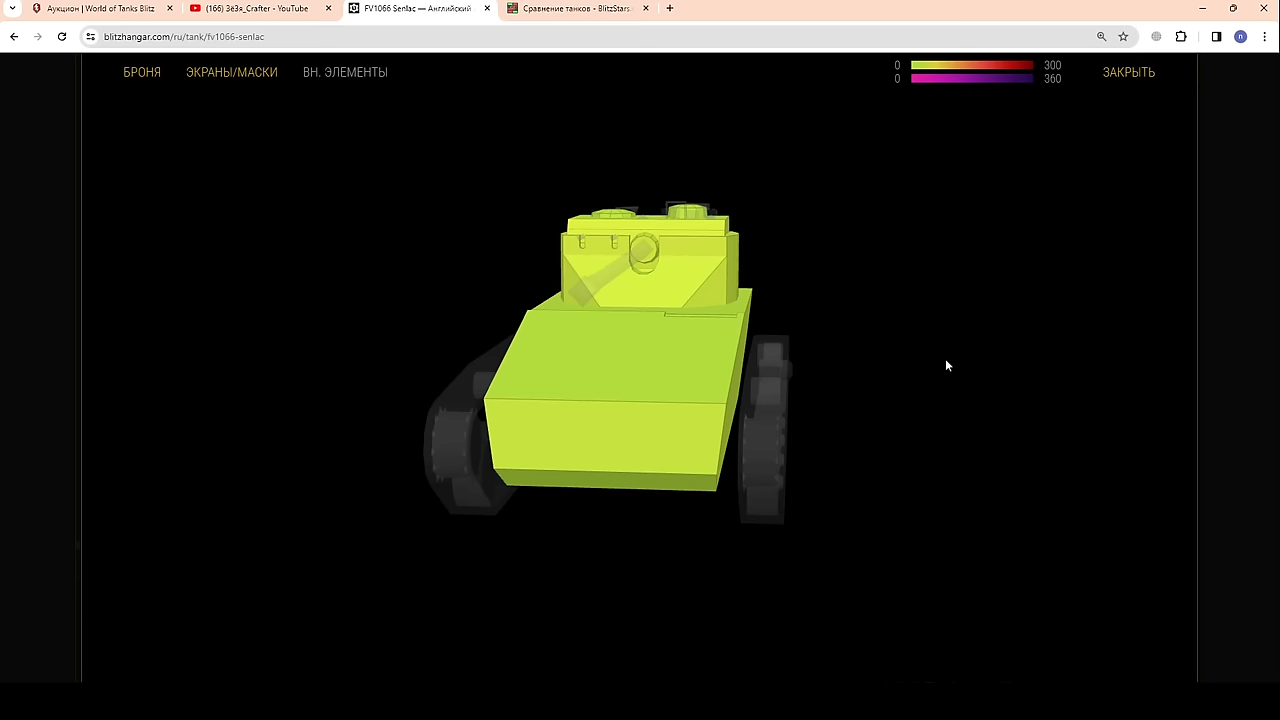 Аукцион | World of Tanks Blitz
(166) ЗёЗя_Crafter - YouTube
FV1066 Senlac — Английский
Сравнение танков - BlitzStars.
blitzhangar.com/ru/tank/fv1066-senlac
n
БРОНЯ ЭКРАНЫ/МАСКИ ВН. ЭЛЕМЕНТЫ
0 300
0 360
ЗАКРЫТЬ